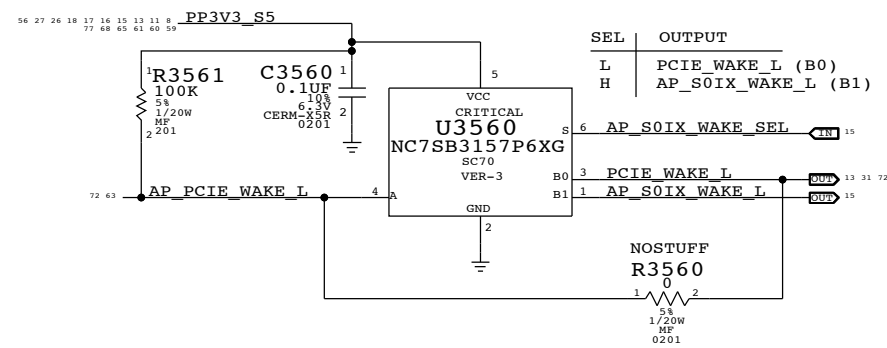 56 27 26 18 17 16 15 13 11 8 PP3V3_S5
77 68 65 61 60 59
SEL OUTPUT
L PCIE_WAKE_L (B0)
H AP_S0IX_WAKE_L (B1)
1 R3561
100K
5%
1/20W
MF
2 201
C3560 1
0.1UF
10%
6.3V 2
CERM-X5R
0201
5
VCC
CRITICAL
U3560
NC7SB3157P6XG
SC70
VER-3
S 6 AP_S0IX_WAKE_SEL IN 15
B0 3 PCIE_WAKE_L OUT 13 31 72
B1 1 AP_S0IX_WAKE_L OUT 15
72 63 AP_PCIE_WAKE_L 4 A
GND
2
NOSTUFF
R3560
1 0 2
5%
1/20W
MF
0201